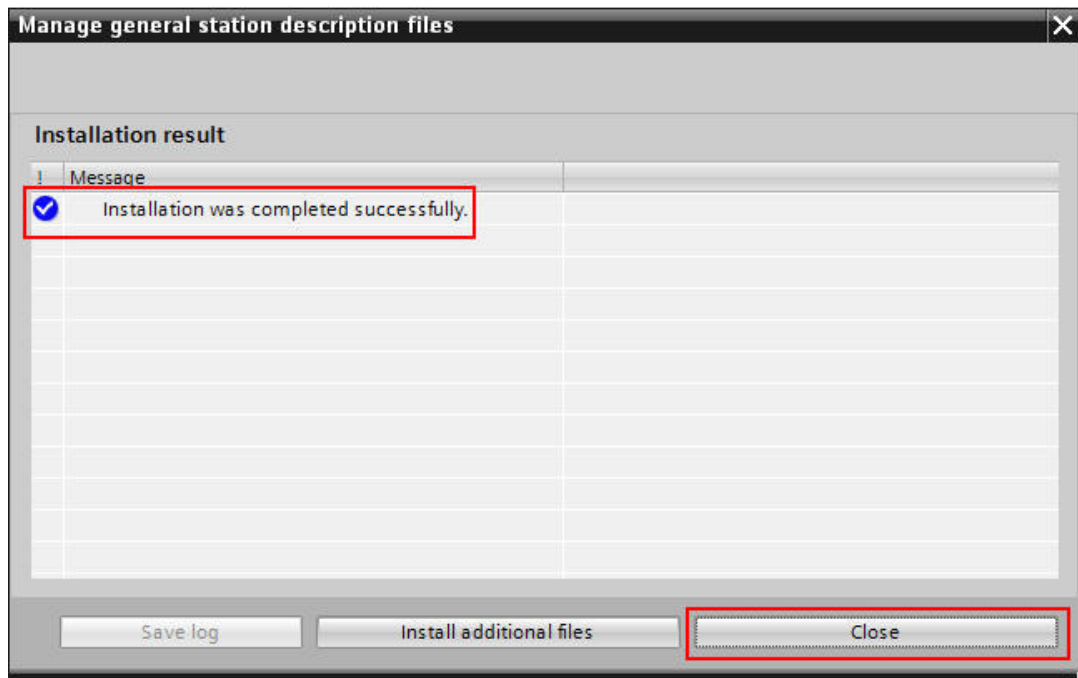 Manage general station description files
Installation result
! Message
Installation was completed successfully.
Save log Install additional files Close